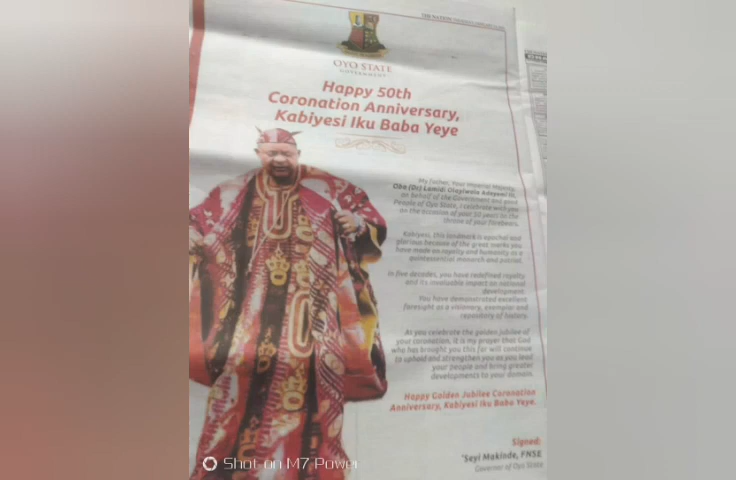 OYO STATE
GOVERNMENT
Happy 50th
Coronation Anniversary,
Kabiyesi Iku Baba Yeye
My Father, Your Imperial Majesty,
Oba (Dr) Lamidi Olayiwola Adeyemi III,
on behalf of the Government and good
People of Oyo State, I celebrate with you
on the occasion of your 50 years on the
throne of your forebears.
Kabiyesi, this landmark is epochal and
glorious because of the great marks you
have made on royalty and humanity as a
quintessential monarch and patriot.
In five decades, you have redefined royalty
and its invaluable impact on national
development.
You have demonstrated excellent
foresight as a visionary, exemplar and
repository of history.
As you celebrate the golden jubilee of
your coronation, it is my prayer that God
who has brought you this far will continue
to uphold and strengthen you as you lead
your people and bring greater
developments to your domain.
Happy Golden Jubilee Coronation
Anniversary, Kabiyesi Iku Baba Yeye.
Signed:
'Seyi Makinde, FNSE
Governor of Oyo State
Shot on M7 Power